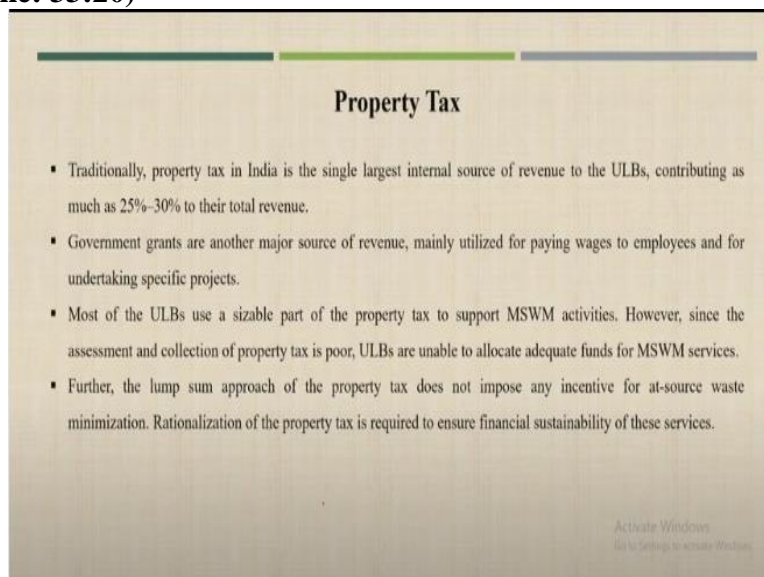 Property Tax
▪ Traditionally, property tax in India is the single largest internal source of revenue to the ULBs, contributing as
much as 25%–30% to their total revenue.
▪ Government grants are another major source of revenue, mainly utilized for paying wages to employees and for
undertaking specific projects.
▪ Most of the ULBs use a sizable part of the property tax to support MSWM activities. However, since the
assessment and collection of property tax is poor, ULBs are unable to allocate adequate funds for MSWM services.
▪ Further, the lump sum approach of the property tax does not impose any incentive for at-source waste
minimization. Rationalization of the property tax is required to ensure financial sustainability of these services.
Activate Windows
Go to Settings to activate Windows.